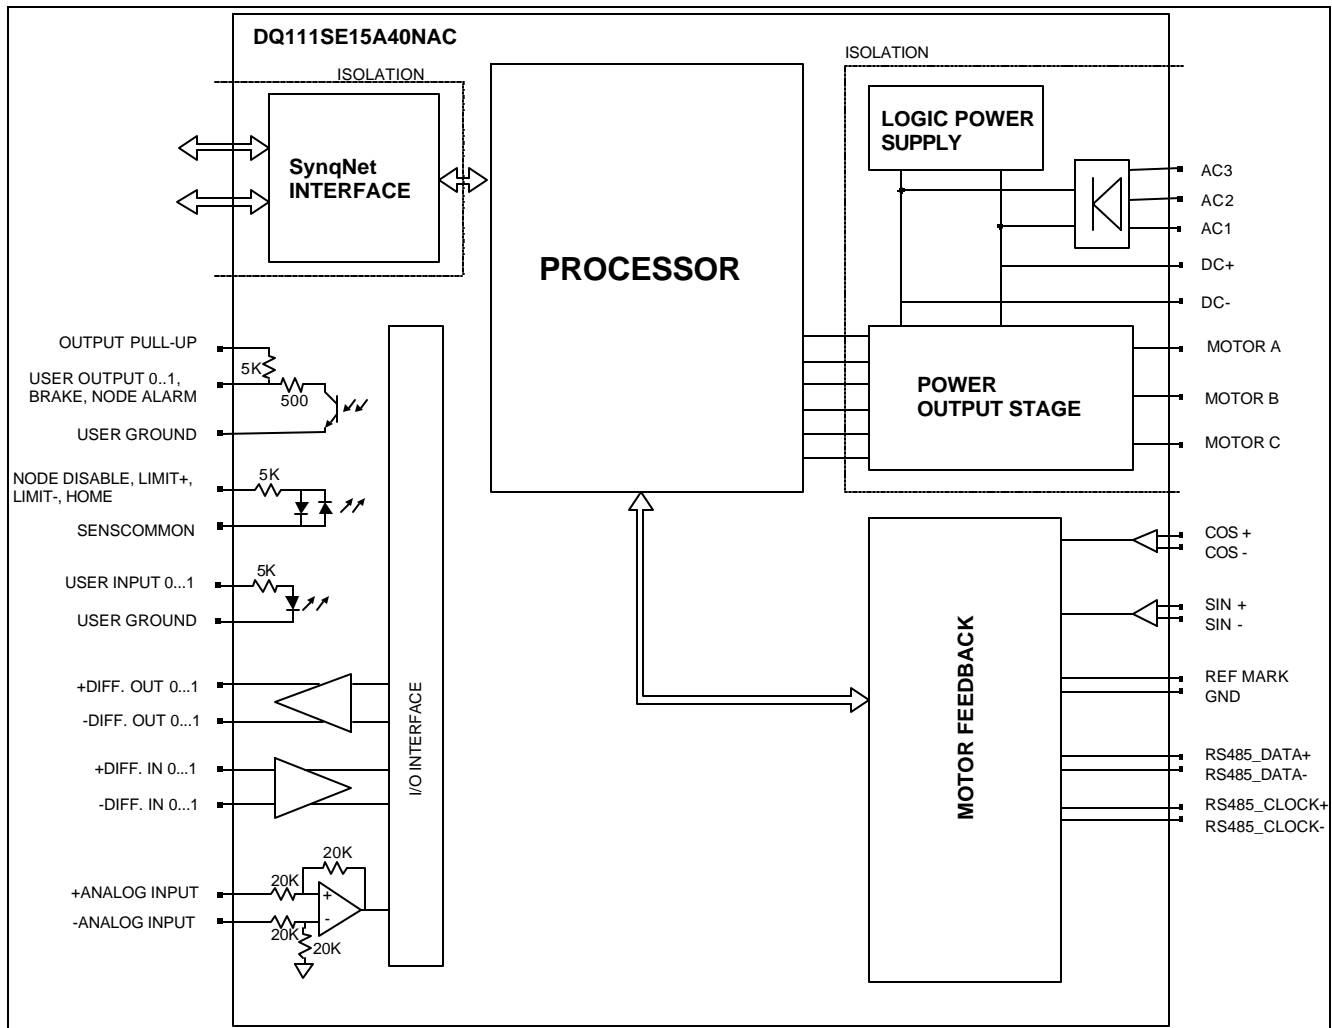 DQ111SE15A40NAC
ISOLATION
SynqNet
INTERFACE
PROCESSOR
ISOLATION
LOGIC POWER
SUPPLY
AC3
AC2
AC1
DC+
DC-
POWER
OUTPUT STAGE
MOTOR A
MOTOR B
MOTOR C
OUTPUT PULL-UP
5K
USER OUTPUT 0..1,
BRAKE, NODE ALARM
500
USER GROUND
NODE DISABLE, LIMIT+,
LIMIT-, HOME
5K
SENSCOMMON
USER INPUT 0...1
5K
USER GROUND
+DIFF. OUT 0...1
-DIFF. OUT 0...1
+DIFF. IN 0...1
-DIFF. IN 0...1
+ANALOG INPUT
-ANALOG INPUT
20K
20K
20K
20K
+
-
I/O INTERFACE
MOTOR FEEDBACK
COS +
COS -
SIN +
SIN -
REF MARK
GND
RS485_DATA+
RS485_DATA-
RS485_CLOCK+
RS485_CLOCK-